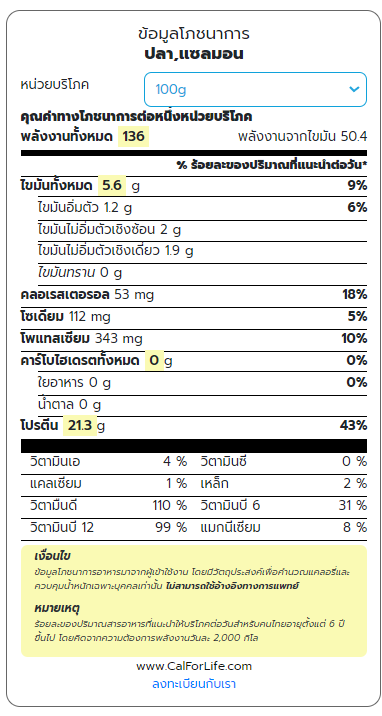 ข้อมูลโภชนาการ
ปลา,แซลมอน
หน่วยบริโภค 100g
คุณค่าทางโภชนาการต่อหนึ่งหน่วยบริโภค
พลังงานทั้งหมด 136 พลังงานจากไขมัน 50.4
% ร้อยละของปริมาณที่แนะนำต่อวัน*
ไขมันทั้งหมด 5.6 g 9%
ไขมันอิ่มตัว 1.2 g 6%
ไขมันไม่อิ่มตัวเชิงซ้อน 2 g
ไขมันไม่อิ่มตัวเชิงเดี่ยว 1.9 g
ไขมันทราน 0 g
คลอเรสเตอรอล 53 mg 18%
โซเดียม 112 mg 5%
โพแทสเซียม 343 mg 10%
คาร์โบไฮเดรตทั้งหมด 0 g 0%
ใยอาหาร 0 g 0%
น้ำตาล 0 g
โปรตีน 21.3 g 43%
วิตามินเอ 4 % วิตามินซี 0 %
แคลเซียม 1 % เหล็ก 2 %
วิตามินดี 110 % วิตามินบี 6 31 %
วิตามินบี 12 99 % แมกนีเซียม 8 %
เงื่อนไข
ข้อมูลโภชนาการอาหารมาจากผู้เข้าใช้งาน โดยมีวัตถุประสงค์เพื่อคำนวณแคลอรี่และ
ควบคุมน้ำหนักเฉพาะบุคคลเท่านั้น ไม่สามารถใช้อ้างอิงทางการแพทย์
หมายเหตุ
ร้อยละของปริมาณสารอาหารที่แนะนำให้บริโภคต่อวันสำหรับคนไทยอายุตั้งแต่ 6 ปี
ขึ้นไป โดยคิดจากความต้องการพลังงานวันละ 2,000 กิโล
www.CalForLife.com
ลงทะเบียนกับเรา